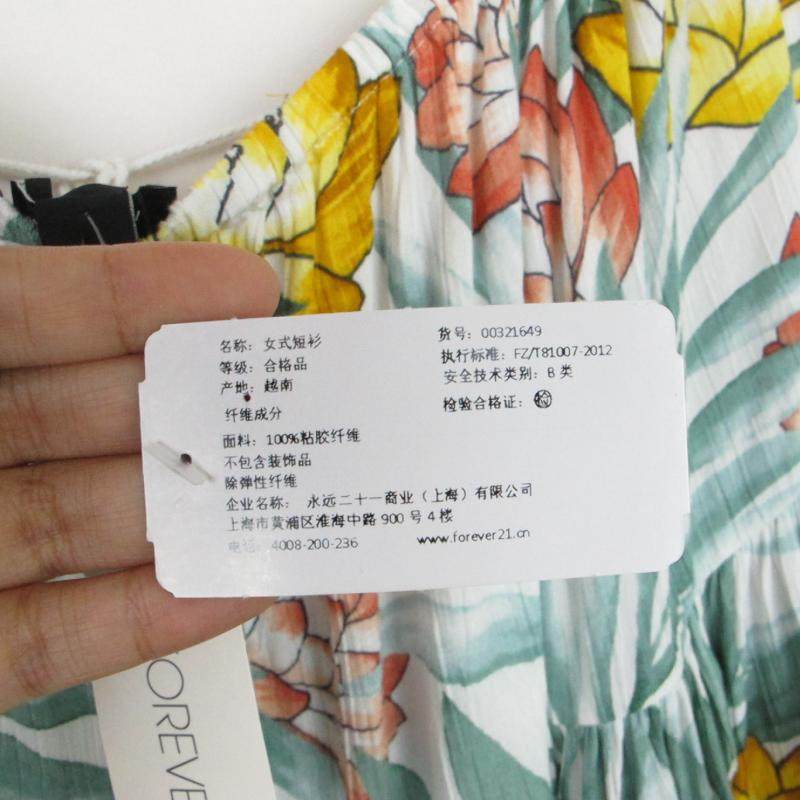 名称：女式短衫
等级：合格品
产地：越南
纤维成分
面料：100%粘胶纤维
不包含装饰品
除弹性纤维
企业名称： 永远二十一商业（上海）有限公司
上海市黄浦区淮海中路 900 号 4 楼
电话：4008-200-236 www.forever21.cn
货号：00321649
执行标准：FZ/T81007-2012
安全技术类别：B 类
检验合格证：検
FOREVE